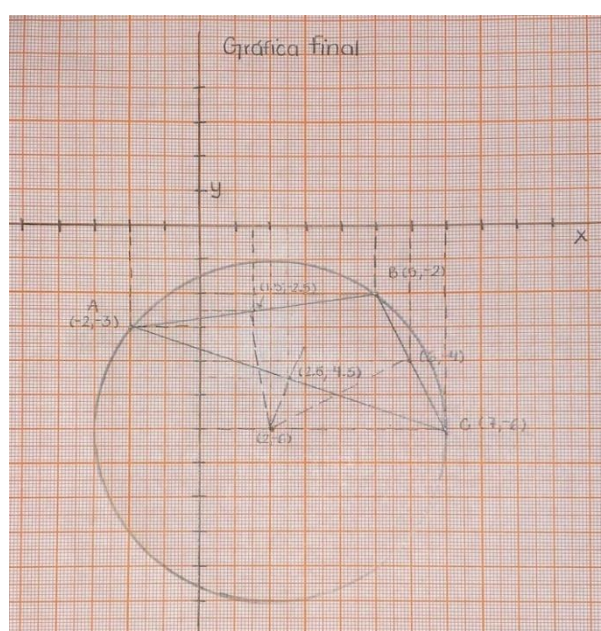 Gráfica final
y
x
B(5,-2)
(1.5,-2.5)
A
(-2,-3)
(6,-4)
(2.5, -4.5)
C (7,-6)
(2,-6)